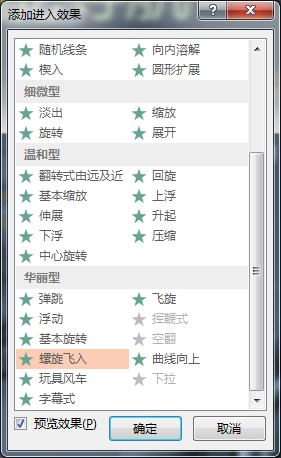 添加进入效果
随机线条 向内溶解
楔入 圆形扩展
细微型
淡出 缩放
旋转 展开
温和型
翻转式由远及近 回旋
基本缩放 上浮
伸展 升起
下浮 压缩
中心旋转
华丽型
弹跳 飞旋
浮动 挥鞭式
基本旋转 空翻
螺旋飞入 曲线向上
玩具风车 下拉
字幕式
预览效果(P) 确定 取消